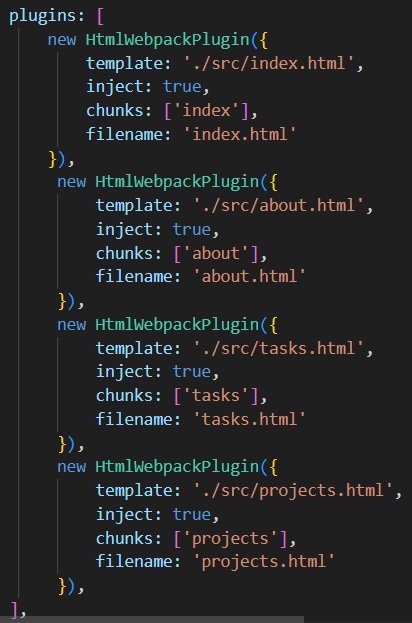 plugins: [
    new HtmlWebpackPlugin({
        template: './src/index.html',
        inject: true,
        chunks: ['index'],
        filename: 'index.html'
    }),
     new HtmlWebpackPlugin({
         template: './src/about.html',
         inject: true,
         chunks: ['about'],
         filename: 'about.html'
     }),
     new HtmlWebpackPlugin({
         template: './src/tasks.html',
         inject: true,
         chunks: ['tasks'],
         filename: 'tasks.html'
     }),
     new HtmlWebpackPlugin({
         template: './src/projects.html',
         inject: true,
         chunks: ['projects'],
         filename: 'projects.html'
     }),
],